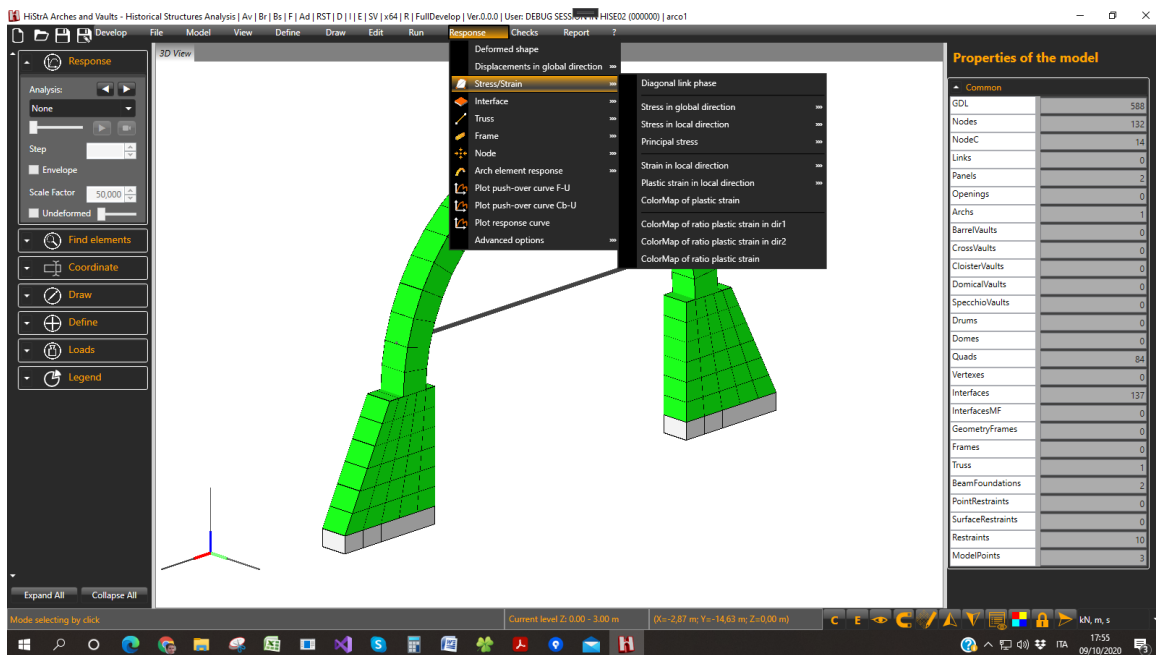 HiStrA Arches and Vaults - Historical Structures Analysis | Av | Br | Bs | F | Ad | RST | D | I | E | SV | x64 | R | FullDevelop | Ver.0.0.0 | User: DEBUG SESSION IN HISE02 (000000) | arco1
Develop File Model View Define Draw Edit Run Response Checks Report ?
Response
Analysis:
None
Step
Envelope
Scale Factor 50,000
Undeformed
Find elements
Coordinate
Draw
Define
Loads
Legend
Expand All Collapse All
3D View
Deformed shape
Displacements in global direction
Stress/Strain
Interface
Truss
Frame
Node
Arch element response
Plot push-over curve F-U
Plot push-over curve Cb-U
Plot response curve
Advanced options
Diagonal link phase
Stress in global direction
Stress in local direction
Principal stress
Strain in local direction
Plastic strain in local direction
ColorMap of plastic strain
ColorMap of ratio plastic strain in dir1
ColorMap of ratio plastic strain in dir2
ColorMap of ratio plastic strain
Properties of the model
Common
GDL 588
Nodes 132
NodeC 14
Links 0
Panels 2
Openings 0
Archs 1
BarrelVaults 0
CrossVaults 0
CloisterVaults 0
DomicalVaults 0
SpecchioVaults 0
Drums 0
Domes 0
Quads 84
Vertexes 0
Interfaces 137
InterfacesMF 0
GeometryFrames 0
Frames 0
Truss 1
BeamFoundations 2
PointRestraints 0
SurfaceRestraints 0
Restraints 10
ModelPoints 3
Mode selecting by click
Current level Z: 0.00 - 3.00 m
(X=-2,87 m; Y=-14,63 m; Z=0,00 m)
C E
kN, m, s
ITA
17:55
09/10/2020